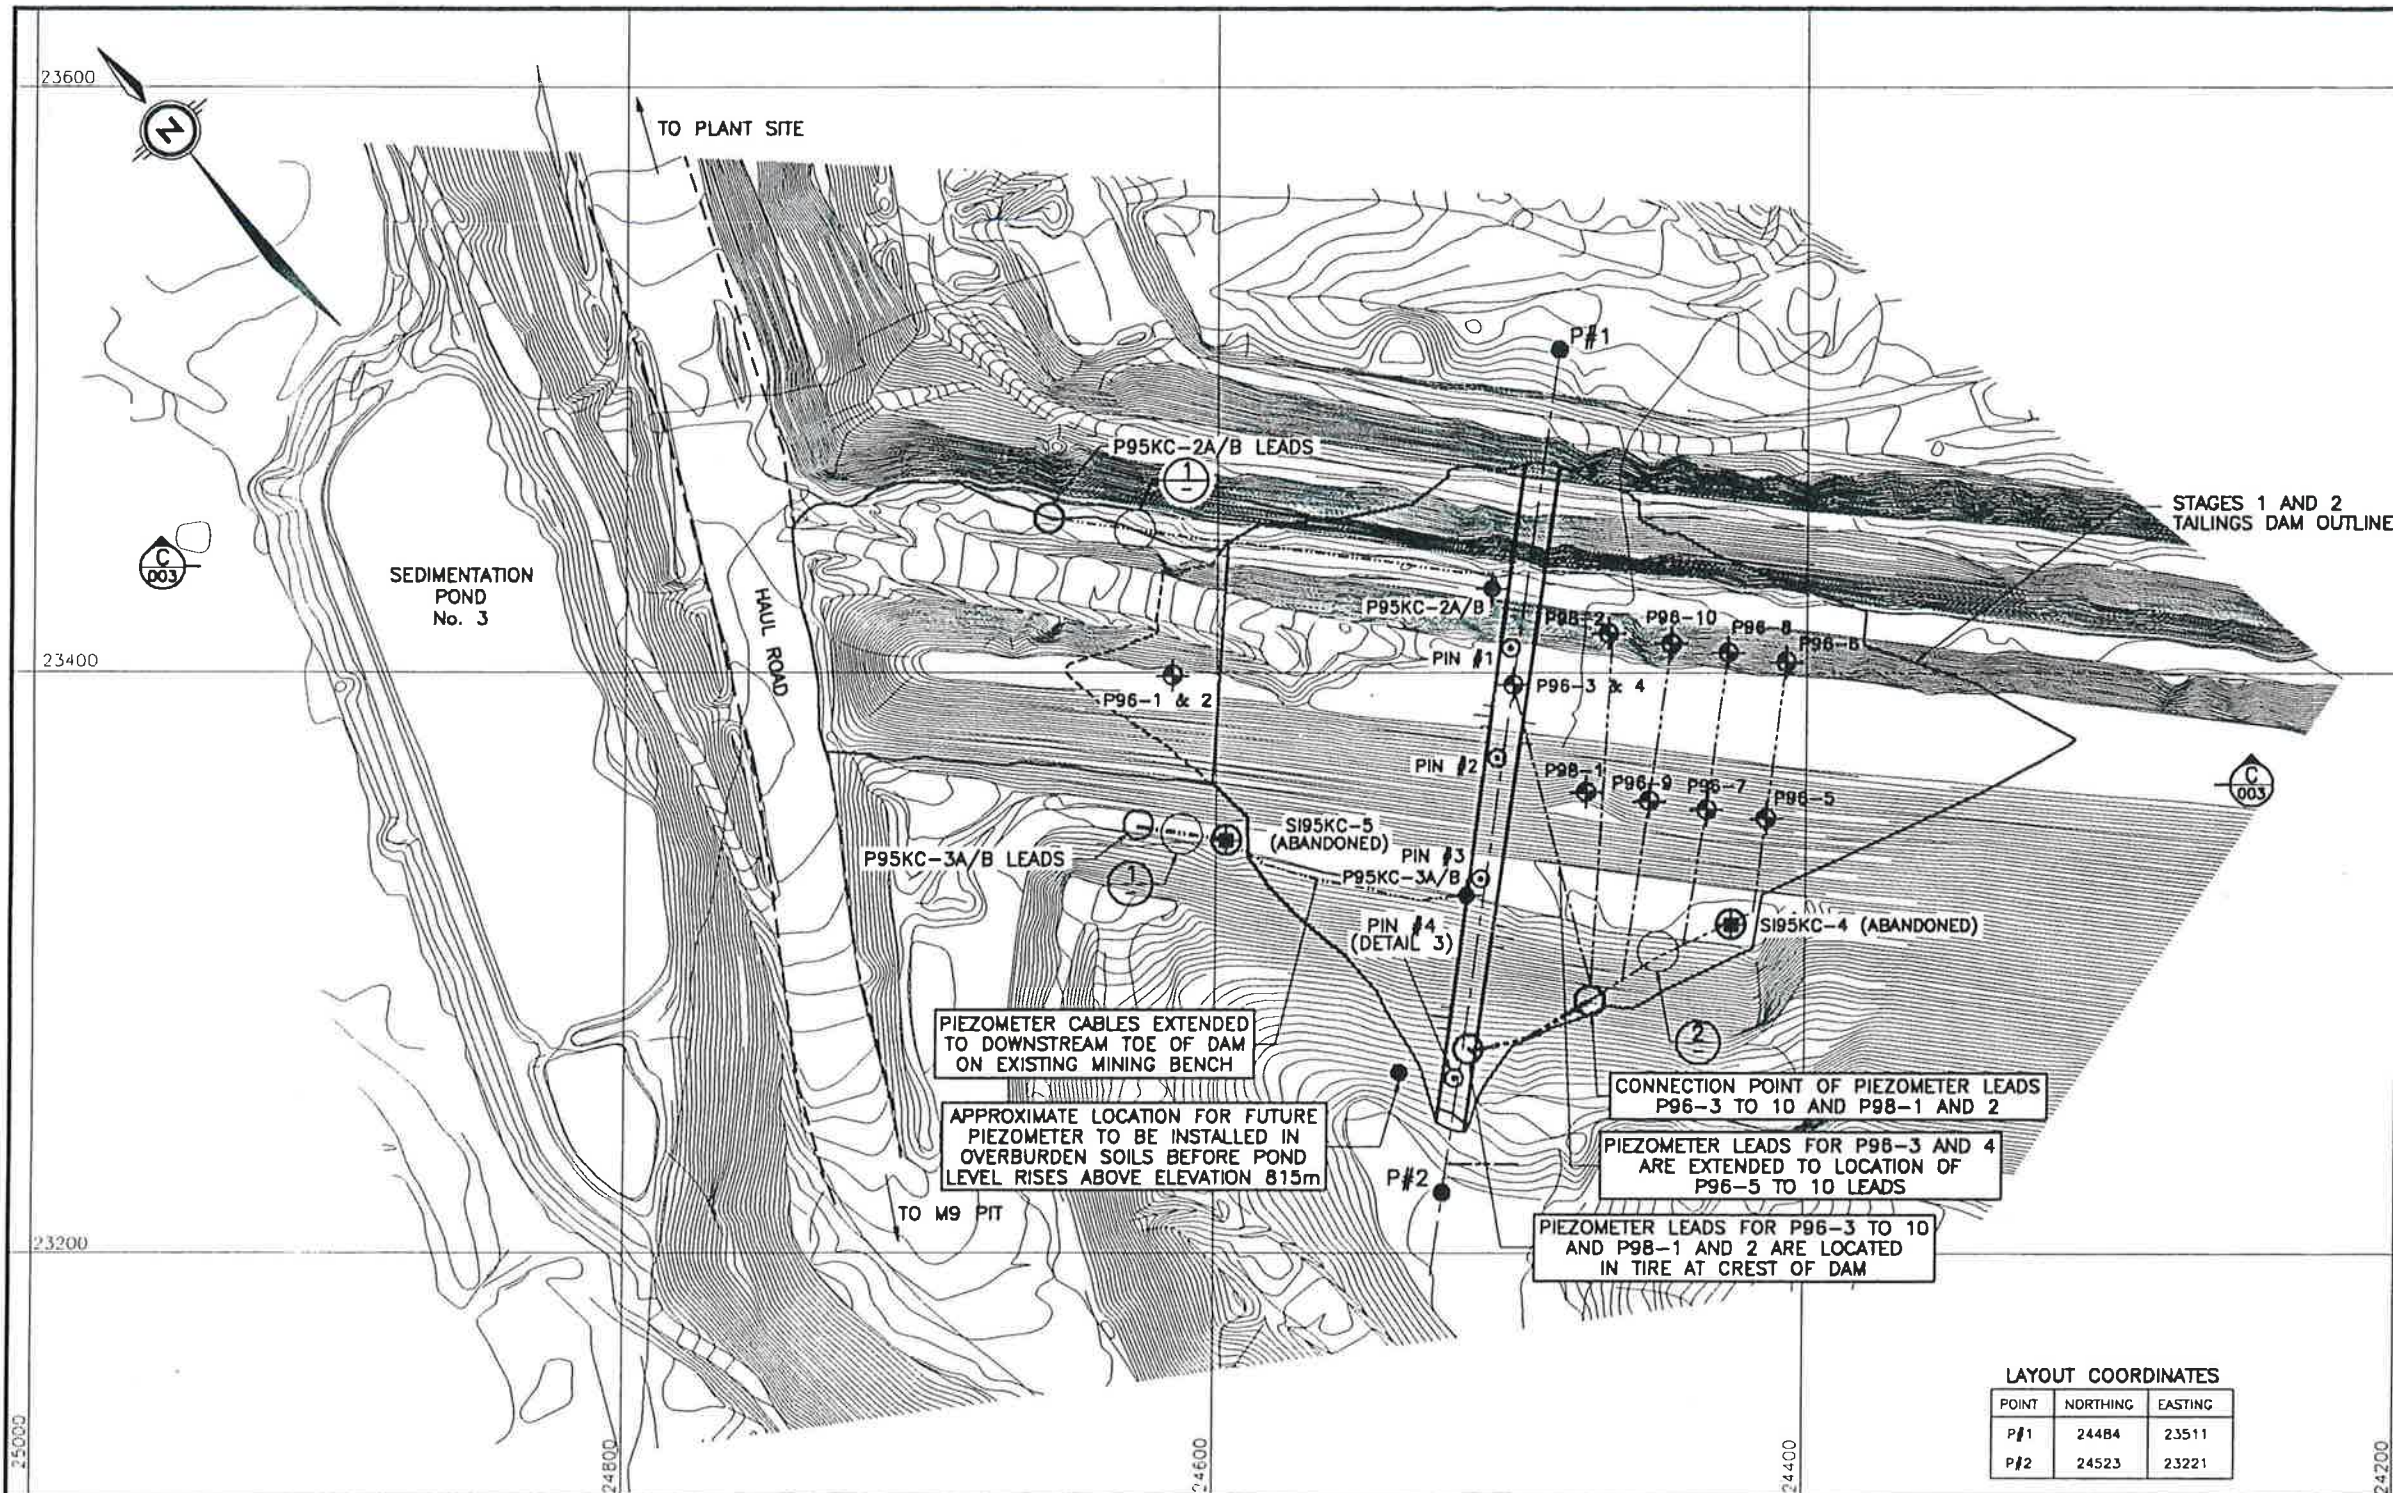 23600
N
TO PLANT SITE
P#1
P95KC-2A/B LEADS
1
-
STAGES 1 AND 2
TAILINGS DAM OUTLINE
C
003
SEDIMENTATION
POND
No. 3
HAUL ROAD
P95KC-2A/B
P98-2
P96-10
P96-8
P96-6
23400
PIN #1
P96-3 & 4
P96-1 & 2
PIN #2
P98-1
P96-9
P96-7
P96-5
C
003
SI95KC-5
(ABANDONED)
P95KC-3A/B LEADS
1
-
PIN #3
P95KC-3A/B
PIN #4
(DETAIL 3)
SI95KC-4 (ABANDONED)
2
-
PIEZOMETER CABLES EXTENDED
TO DOWNSTREAM TOE OF DAM
ON EXISTING MINING BENCH
CONNECTION POINT OF PIEZOMETER LEADS
P96-3 TO 10 AND P98-1 AND 2
APPROXIMATE LOCATION FOR FUTURE
PIEZOMETER TO BE INSTALLED IN
OVERBURDEN SOILS BEFORE POND
LEVEL RISES ABOVE ELEVATION 815m
PIEZOMETER LEADS FOR P96-3 AND 4
ARE EXTENDED TO LOCATION OF
P96-5 TO 10 LEADS
P#2
TO M9 PIT
23200
PIEZOMETER LEADS FOR P96-3 TO 10
AND P98-1 AND 2 ARE LOCATED
IN TIRE AT CREST OF DAM
LAYOUT COORDINATES
POINT NORTHING EASTING
P#1 24484 23511
P#2 24523 23221
25000
24800
24600
24400
24200